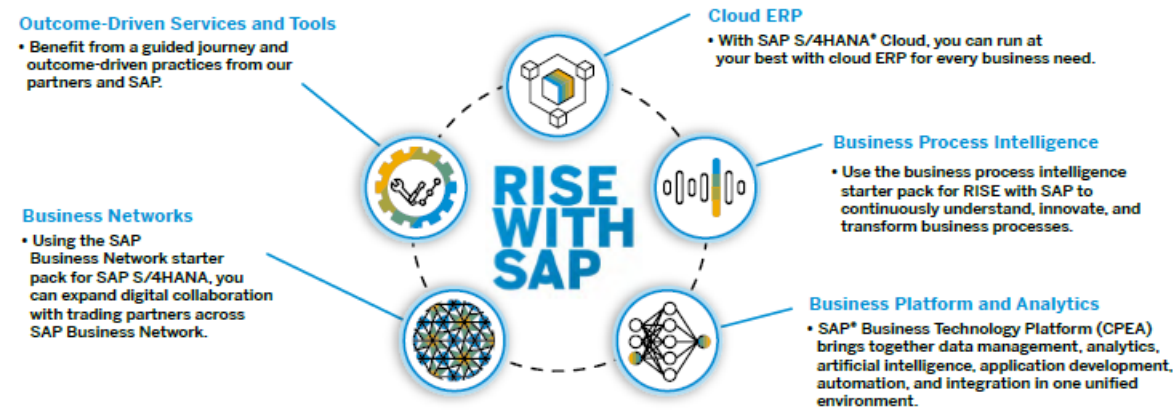 Outcome-Driven Services and Tools
• Benefit from a guided journey and
outcome-driven practices from our
partners and SAP.
Cloud ERP
• With SAP S/4HANA® Cloud, you can run at
your best with cloud ERP for every business need.
Business Process Intelligence
• Use the business process intelligence
starter pack for RISE with SAP to
continuously understand, innovate, and
transform business processes.
RISE
WITH
SAP
Business Networks
• Using the SAP
Business Network starter
pack for SAP S/4HANA, you
can expand digital collaboration
with trading partners across
SAP Business Network.
Business Platform and Analytics
• SAP® Business Technology Platform (CPEA)
brings together data management, analytics,
artificial intelligence, application development,
automation, and integration in one unified
environment.